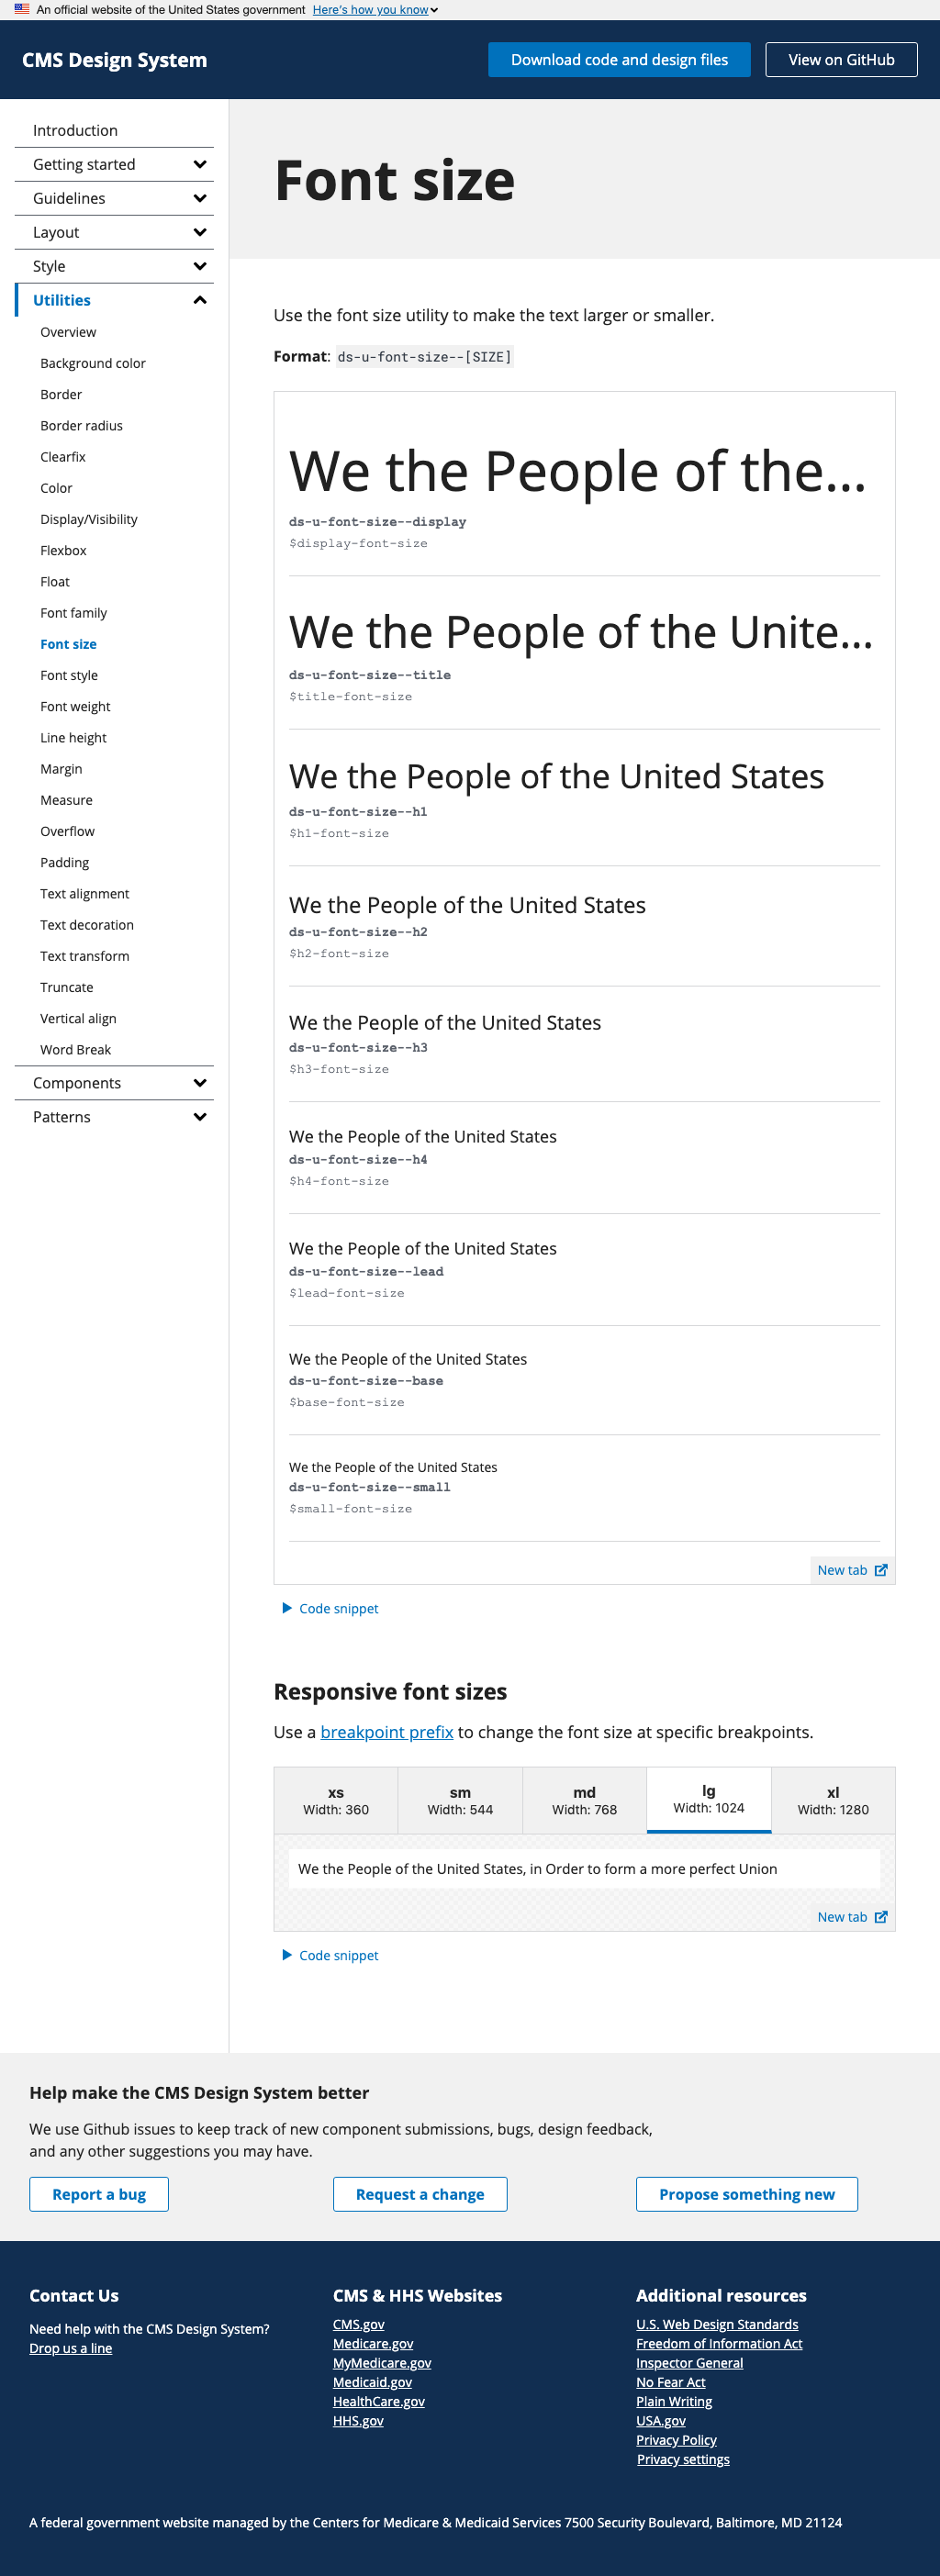 An official website of the United States government Here's how you know
CMS Design System
Download code and design files
View on GitHub
Introduction
Getting started
Guidelines
Layout
Style
Utilities
Overview
Background color
Border
Border radius
Clearfix
Color
Display/Visibility
Flexbox
Float
Font family
Font size
Font style
Font weight
Line height
Margin
Measure
Overflow
Padding
Text alignment
Text decoration
Text transform
Truncate
Vertical align
Word Break
Components
Patterns
Font size
Use the font size utility to make the text larger or smaller.
Format: ds-u-font-size--[SIZE]
We the People of the...
ds-u-font-size--display
$display-font-size
We the People of the Unite...
ds-u-font-size--title
$title-font-size
We the People of the United States
ds-u-font-size--h1
$h1-font-size
We the People of the United States
ds-u-font-size--h2
$h2-font-size
We the People of the United States
ds-u-font-size--h3
$h3-font-size
We the People of the United States
ds-u-font-size--h4
$h4-font-size
We the People of the United States
ds-u-font-size--lead
$lead-font-size
We the People of the United States
ds-u-font-size--base
$base-font-size
We the People of the United States
ds-u-font-size--small
$small-font-size
New tab
Code snippet
Responsive font sizes
Use a breakpoint prefix to change the font size at specific breakpoints.
xs
Width: 360
sm
Width: 544
md
Width: 768
lg
Width: 1024
xl
Width: 1280
We the People of the United States, in Order to form a more perfect Union
New tab
Code snippet
Help make the CMS Design System better
We use Github issues to keep track of new component submissions, bugs, design feedback,
and any other suggestions you may have.
Report a bug
Request a change
Propose something new
Contact Us
Need help with the CMS Design System?
Drop us a line
CMS & HHS Websites
CMS.gov
Medicare.gov
MyMedicare.gov
Medicaid.gov
HealthCare.gov
HHS.gov
Additional resources
U.S. Web Design Standards
Freedom of Information Act
Inspector General
No Fear Act
Plain Writing
USA.gov
Privacy Policy
Privacy settings
A federal government website managed by the Centers for Medicare & Medicaid Services 7500 Security Boulevard, Baltimore, MD 21124